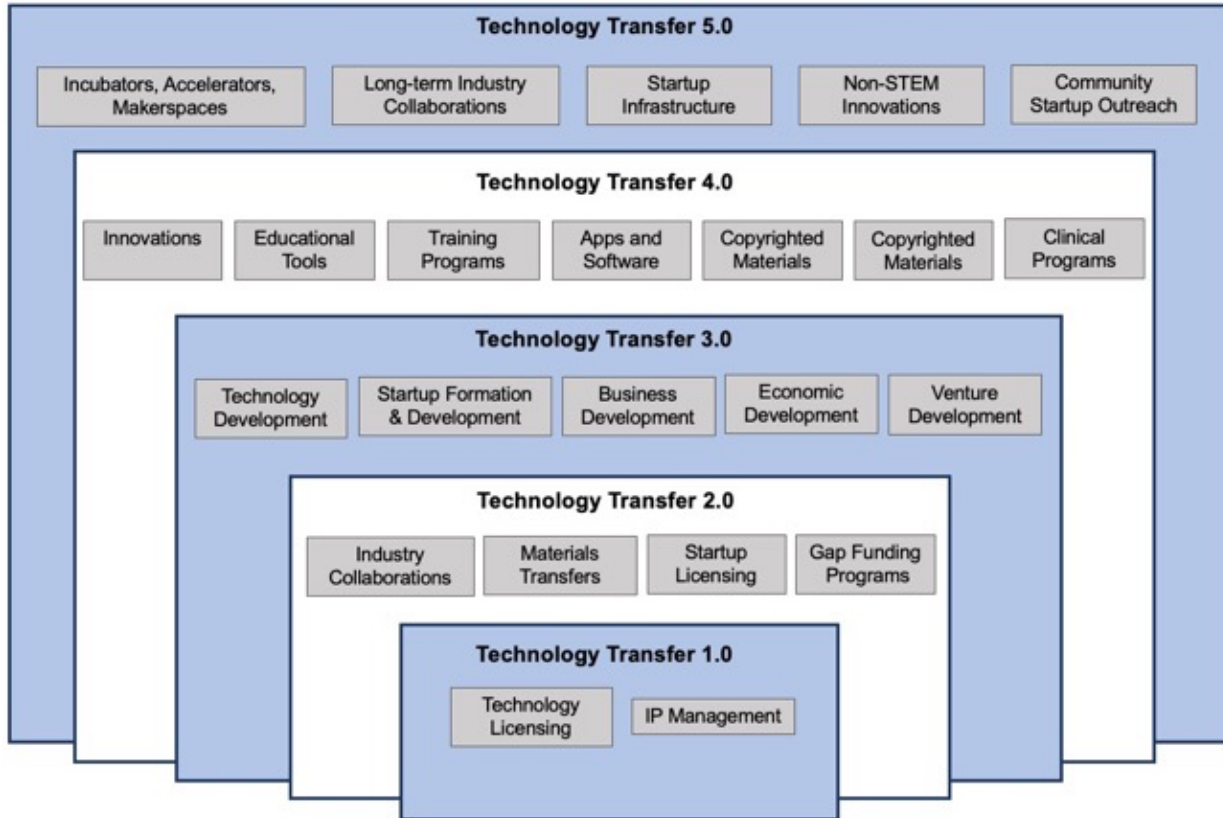 Technology Transfer 5.0
Incubators, Accelerators,
Makerspaces
Long-term Industry
Collaborations
Startup
Infrastructure
Non-STEM
Innovations
Community
Startup Outreach
Technology Transfer 4.0
Innovations
Educational
Tools
Training
Programs
Apps and
Software
Copyrighted
Materials
Copyrighted
Materials
Clinical
Programs
Technology Transfer 3.0
Technology
Development
Startup Formation
& Development
Business
Development
Economic
Development
Venture
Development
Technology Transfer 2.0
Industry
Collaborations
Materials
Transfers
Startup
Licensing
Gap Funding
Programs
Technology Transfer 1.0
Technology
Licensing
IP Management